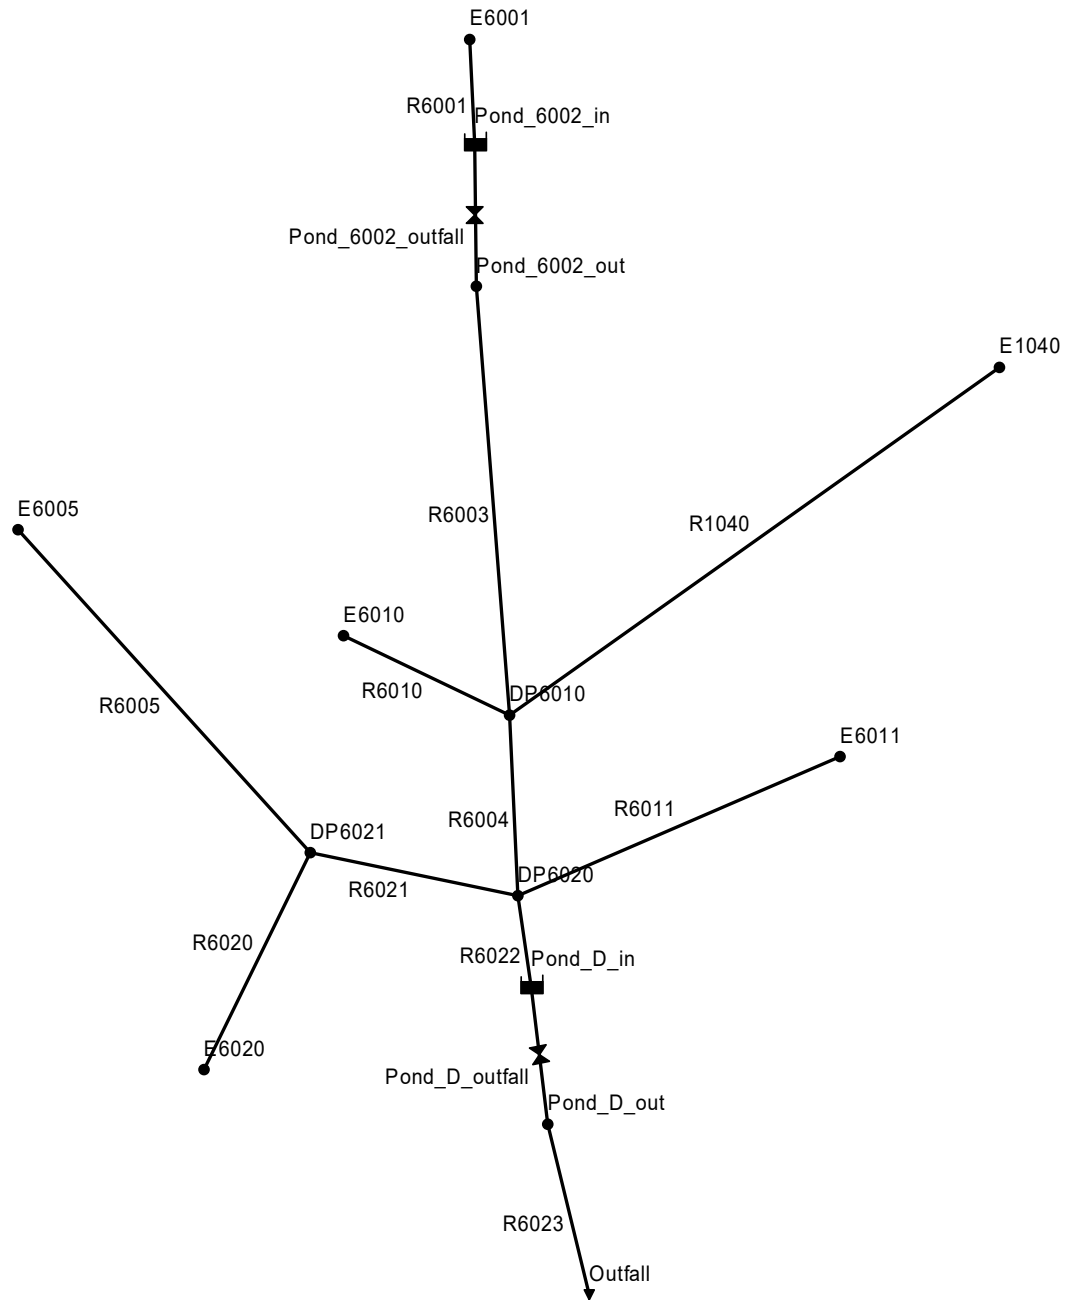 E6001
R6001
Pond_6002_in
Pond_6002_outfall
Pond_6002_out
E1040
E6005
R6003
R1040
E6010
R6010
DP6010
R6005
E6011
R6011
R6004
DP6021
DP6020
R6021
R6020
R6022
Pond_D_in
E6020
Pond_D_outfall
Pond_D_out
R6023
Outfall